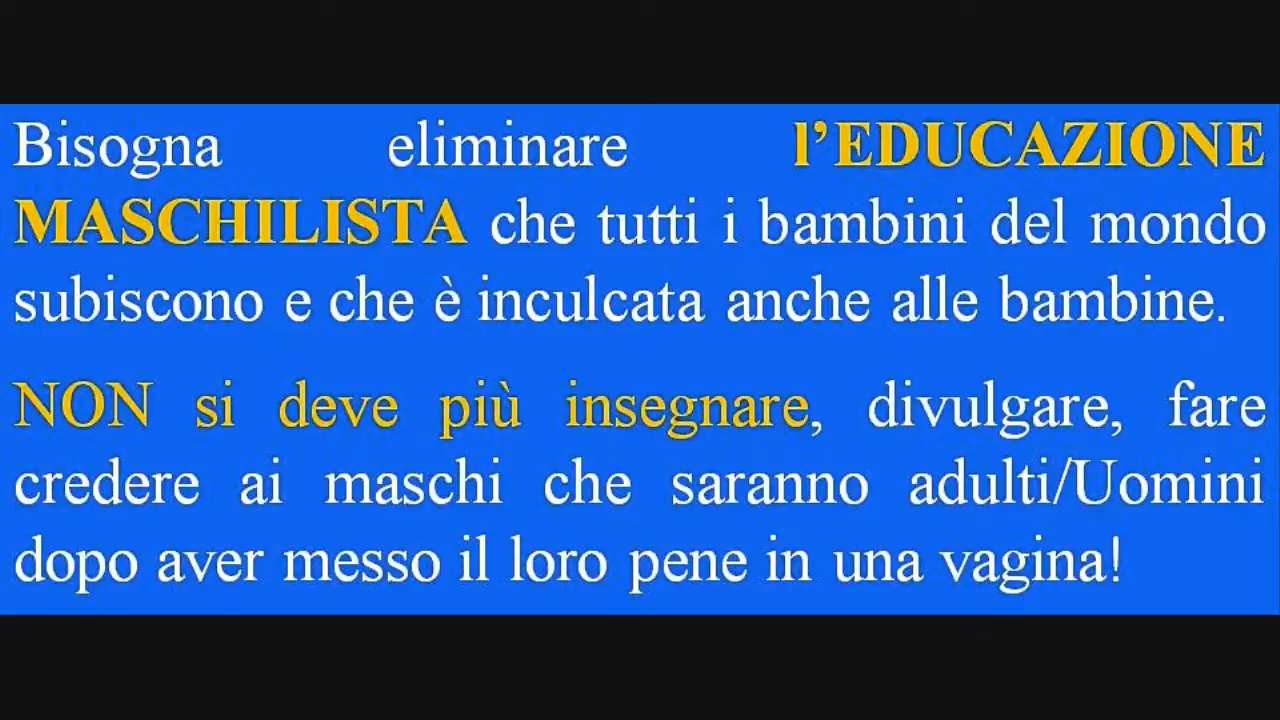 Bisogna eliminare l’EDUCAZIONE
MASCHILISTA che tutti i bambini del mondo
subiscono e che è inculcata anche alle bambine.
NON si deve più insegnare, divulgare, fare
credere ai maschi che saranno adulti/Uomini
dopo aver messo il loro pene in una vagina!